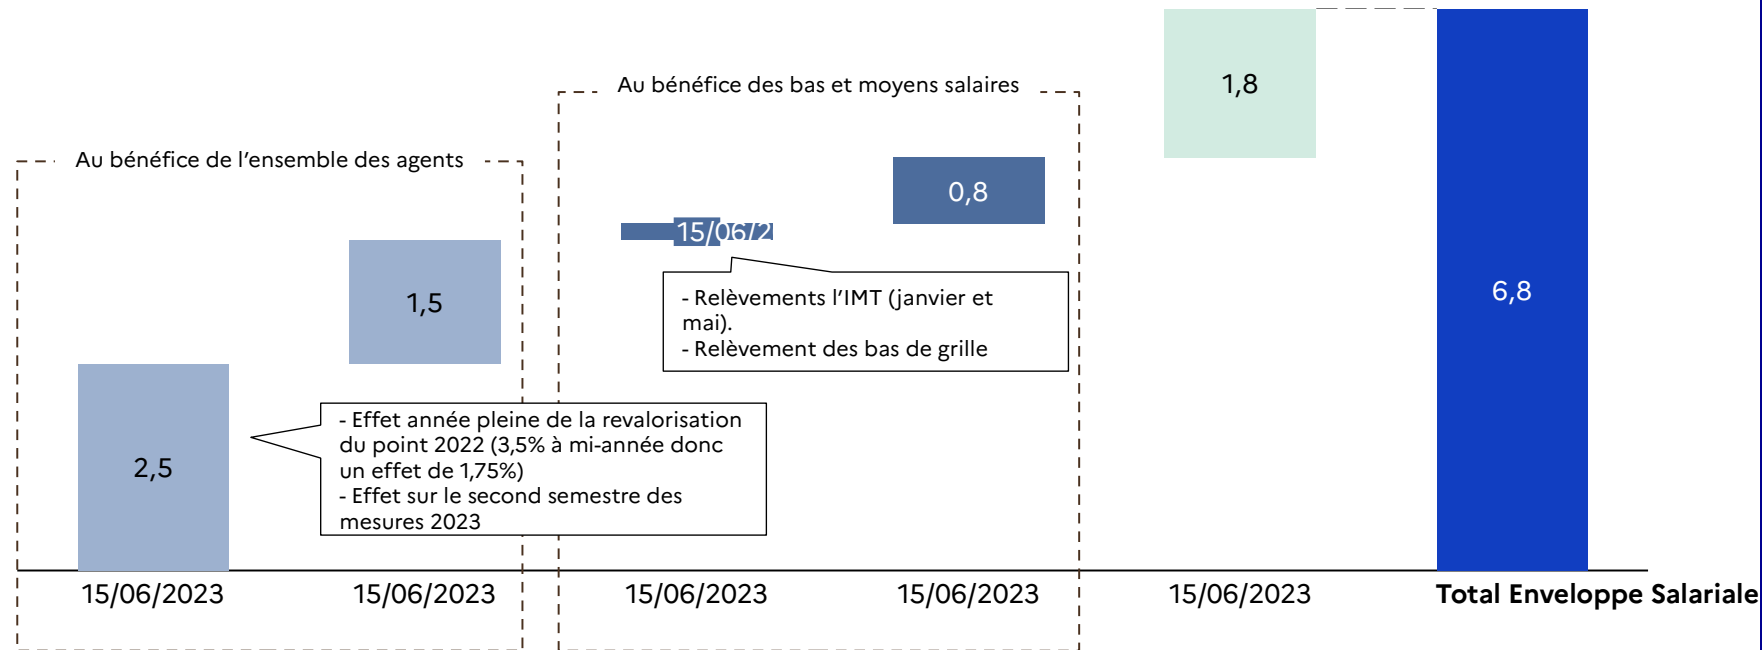 1,8
Au bénéfice des bas et moyens salaires
Au bénéfice de l'ensemble des agents
0,8
15/06/2
- Relèvements l'IMT (janvier et
mai).
- Relèvement des bas de grille
1,5
6,8
- Effet année pleine de la revalorisation
du point 2022 (3,5% à mi-année donc
un effet de 1,75%)
- Effet sur le second semestre des
mesures 2023
2,5
15/06/2023 15/06/2023 15/06/2023 15/06/2023 15/06/2023 Total Enveloppe Salariale